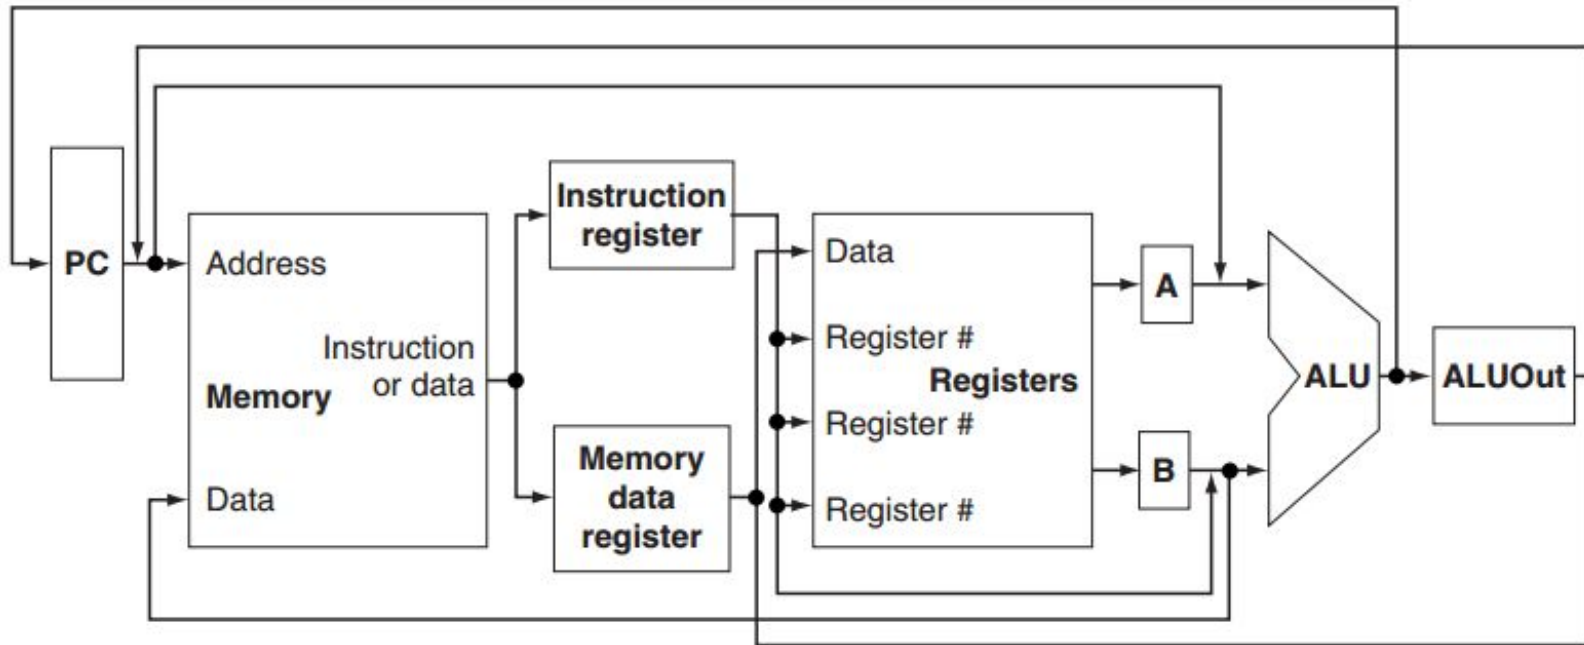 PC
Address
Instruction
or data
Memory
Data
Instruction
register
Memory
data
register
Data
Register #
Registers
Register #
Register #
A
B
ALU
ALUOut